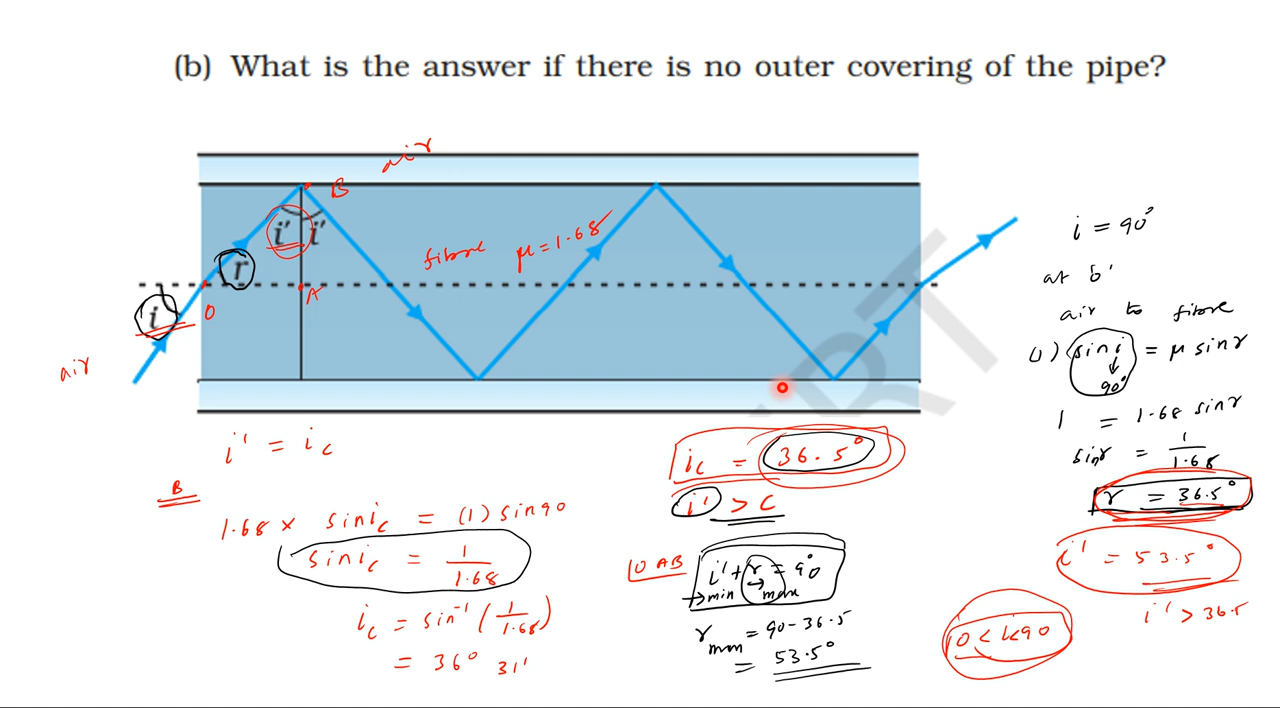 (b) What is the answer if there is no outer covering of the pipe?
air
B
i' i'
r
fibre μ = 1.68
A
O
i
air
i' = ic
B
1.68 × sin ic = (1) sin 90
sin ic = 1/1.68
ic = sin⁻¹ (1/1.68)
= 36° 31'
ic = 36.5°
i' > C
OAB
i' + r = 90°
→ min → max
r max = 90 - 36.5
= 53.5°
i = 90°
at
air to fibre
(1) sin i = μ sin r
↓
90°
1 = 1.68 sin r
sin r = 1/1.68
r = 36.5°
i' = 53.5°
i' > 36.5
0 < i < 90